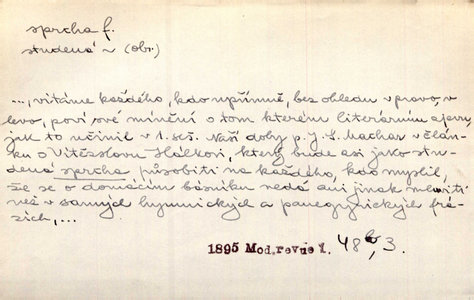 sprcha f.
studená ~ (obr.)
..., vítáme každého, kdo upřímně, bez ohledu v pravo, v
levo, poví své mínění o tom kterém literárním zjevu,
jak to učinil v 1. seš. Naší doby p. J. S. Machar v člán-
ku o Vítězslavu Hálkovi, který bude asi jako stu-
dená sprcha působiti na každého, kdo myslil,
že se o domácím básníku nedá ani jinak mluviti
než v samých hymnických a panegyrických frá-
zích, ...
1895 Mod. revue 1. 48b, 3.